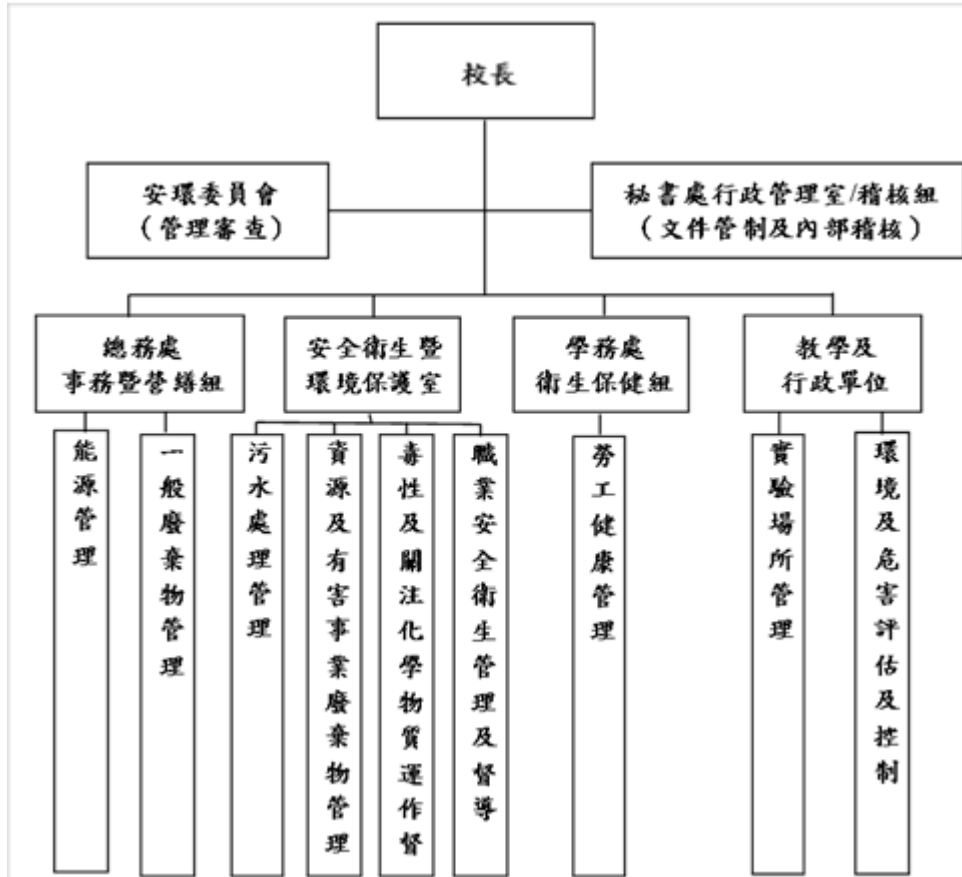 校長
安環委員會
（管理審查）
秘書處行政管理室/稽核組
（文件管制及內部稽核）
總務處
事務暨營繕組
安全衛生暨
環境保護室
學務處
衛生保健組
教學及
行政單位
能源管理
一般廢棄物管理
污水處理管理
資源及有害事業廢棄物管理
毒性及關注化學物質運作督
職業安全衛生管理及督導
勞工健康管理
實驗場所管理
環境及危害評估及控制